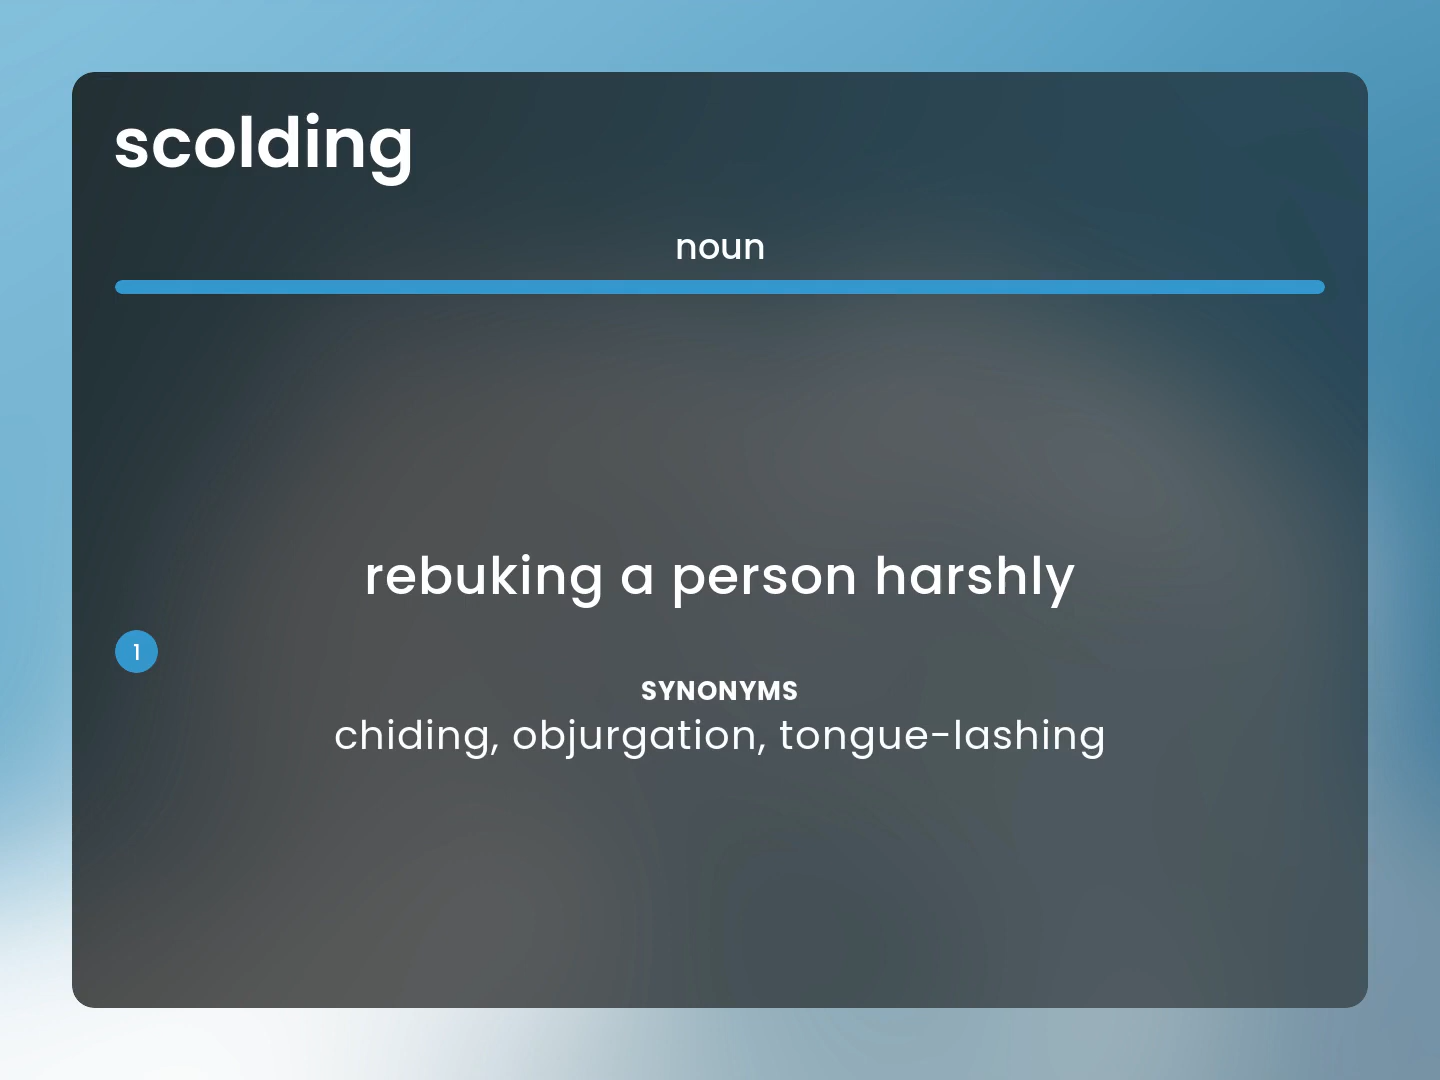 scolding
noun
rebuking a person harshly
1
SYNONYMS
chiding, objurgation, tongue-lashing